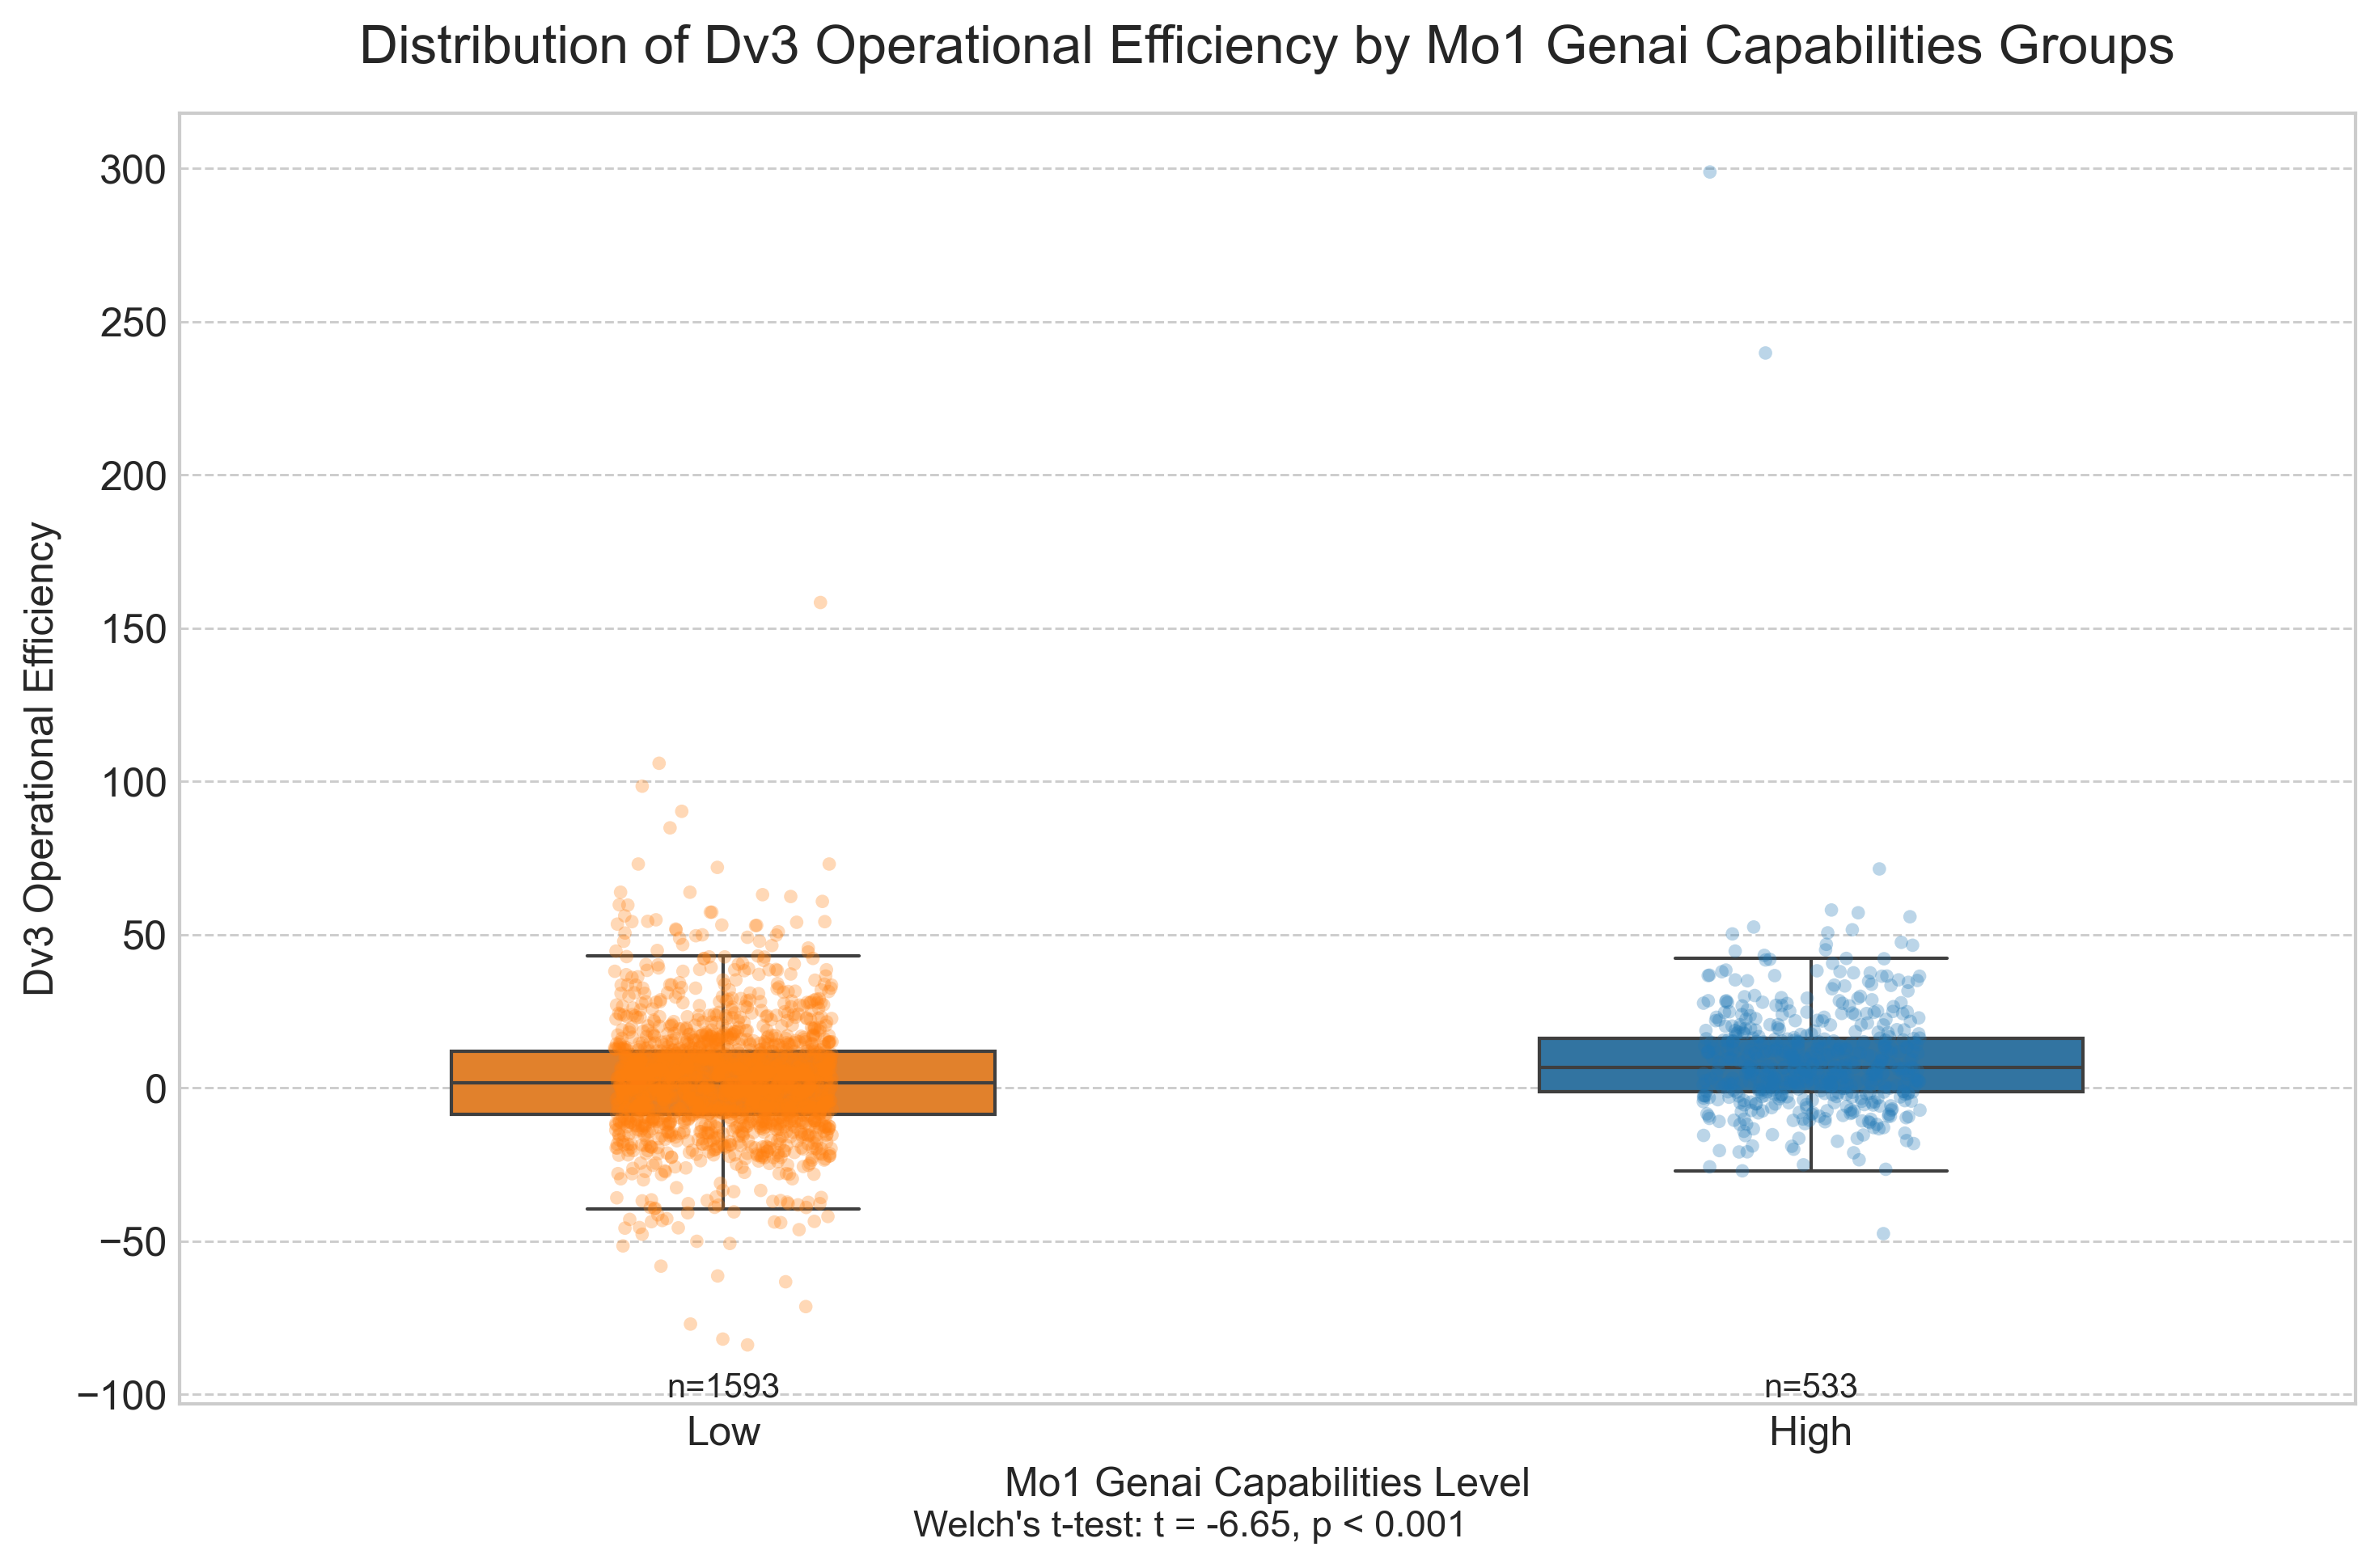 Distribution of Dv3 Operational Efficiency by Mo1 Genai Capabilities Groups
Dv3 Operational Efficiency
300
250
200
150
100
50
0
−50
−100
n=1593
n=533
Low
High
Mo1 Genai Capabilities Level
Welch's t-test: t = -6.65, p < 0.001